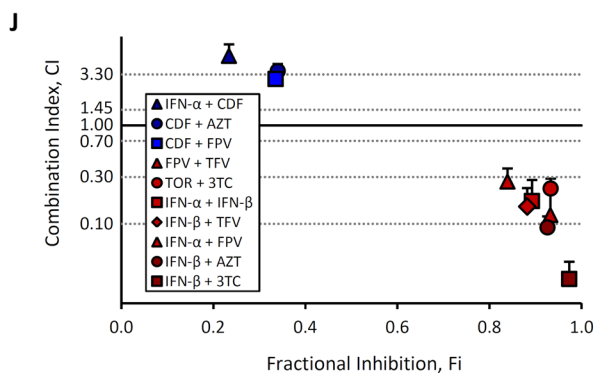 J
Combination Index, CI
3.30
1.45
1.00
0.70
0.30
0.10
IFN-α + CDF
CDF + AZT
CDF + FPV
FPV + TFV
TOR + 3TC
IFN-α + IFN-β
IFN-β + TFV
IFN-α + FPV
IFN-β + AZT
IFN-β + 3TC
0.0 0.2 0.4 0.6 0.8 1.0
Fractional Inhibition, Fi